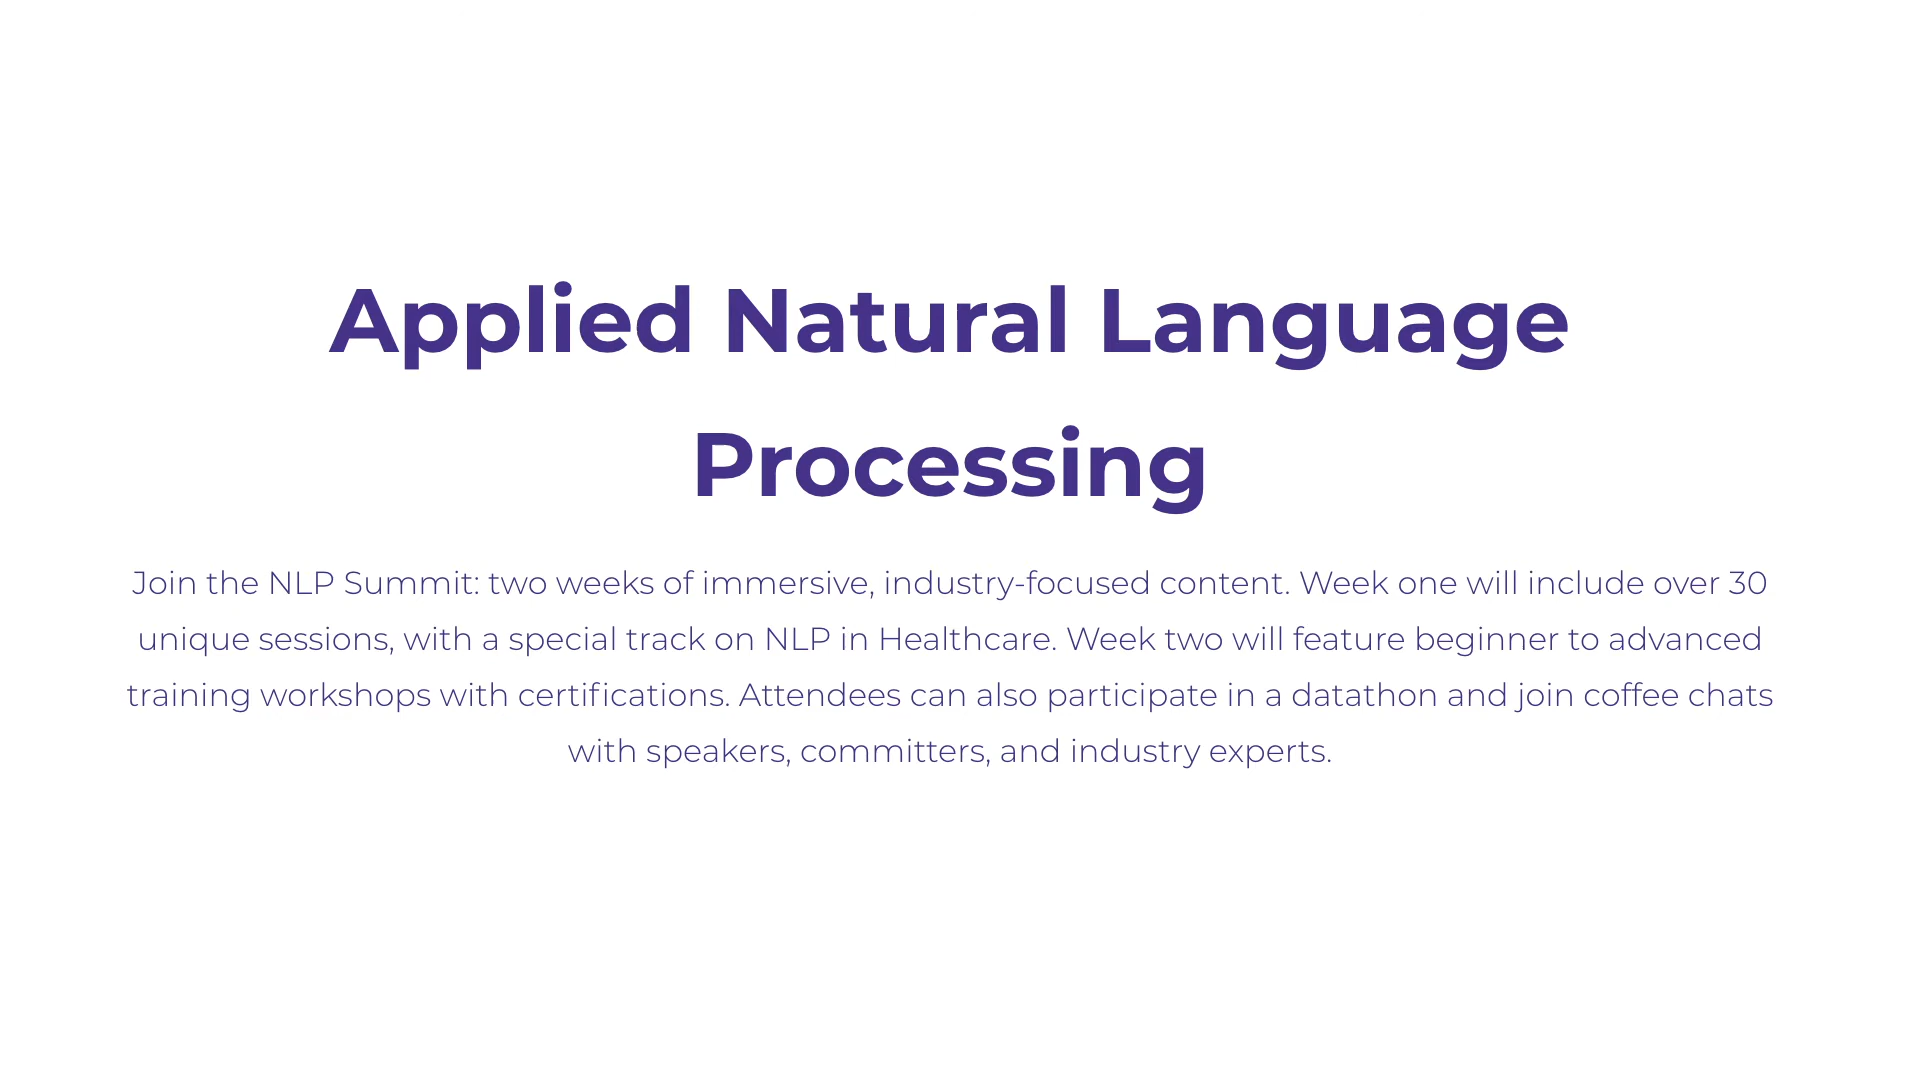 Applied Natural Language
Processing
Join the NLP Summit: two weeks of immersive, industry-focused content. Week one will include over 30
unique sessions, with a special track on NLP in Healthcare. Week two will feature beginner to advanced
training workshops with certifications. Attendees can also participate in a datathon and join coffee chats
with speakers, committers, and industry experts.